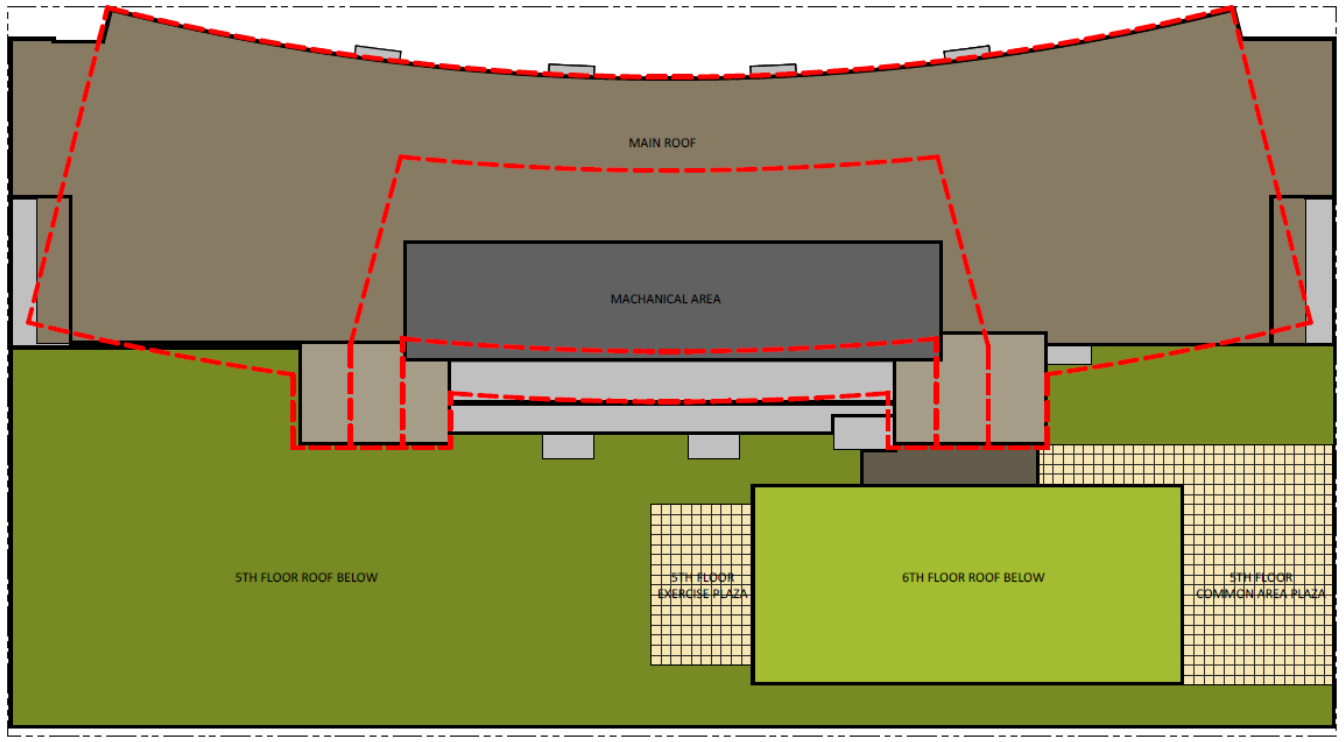 MAIN ROOF
MACHANICAL AREA
5TH FLOOR ROOF BELOW
5TH FLOOR
EXERCISE PLAZA
6TH FLOOR ROOF BELOW
5TH FLOOR
COMMON AREA PLAZA